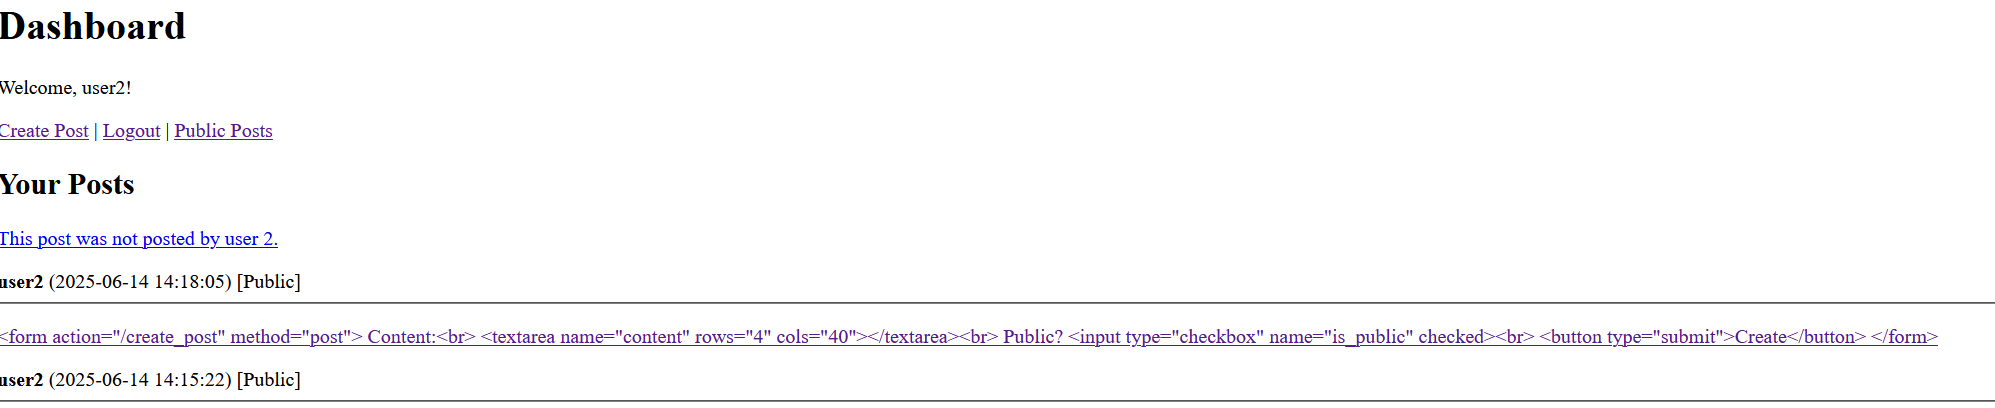 Dashboard
Welcome, user2!
Create Post | Logout | Public Posts
Your Posts
This post was not posted by user 2.
user2 (2025-06-14 14:18:05) [Public]
<form action="/create_post" method="post"> Content:<br> <textarea name="content" rows="4" cols="40"></textarea><br> Public? <input type="checkbox" name="is_public" checked><br> <button type="submit">Create</button> </form>
user2 (2025-06-14 14:15:22) [Public]